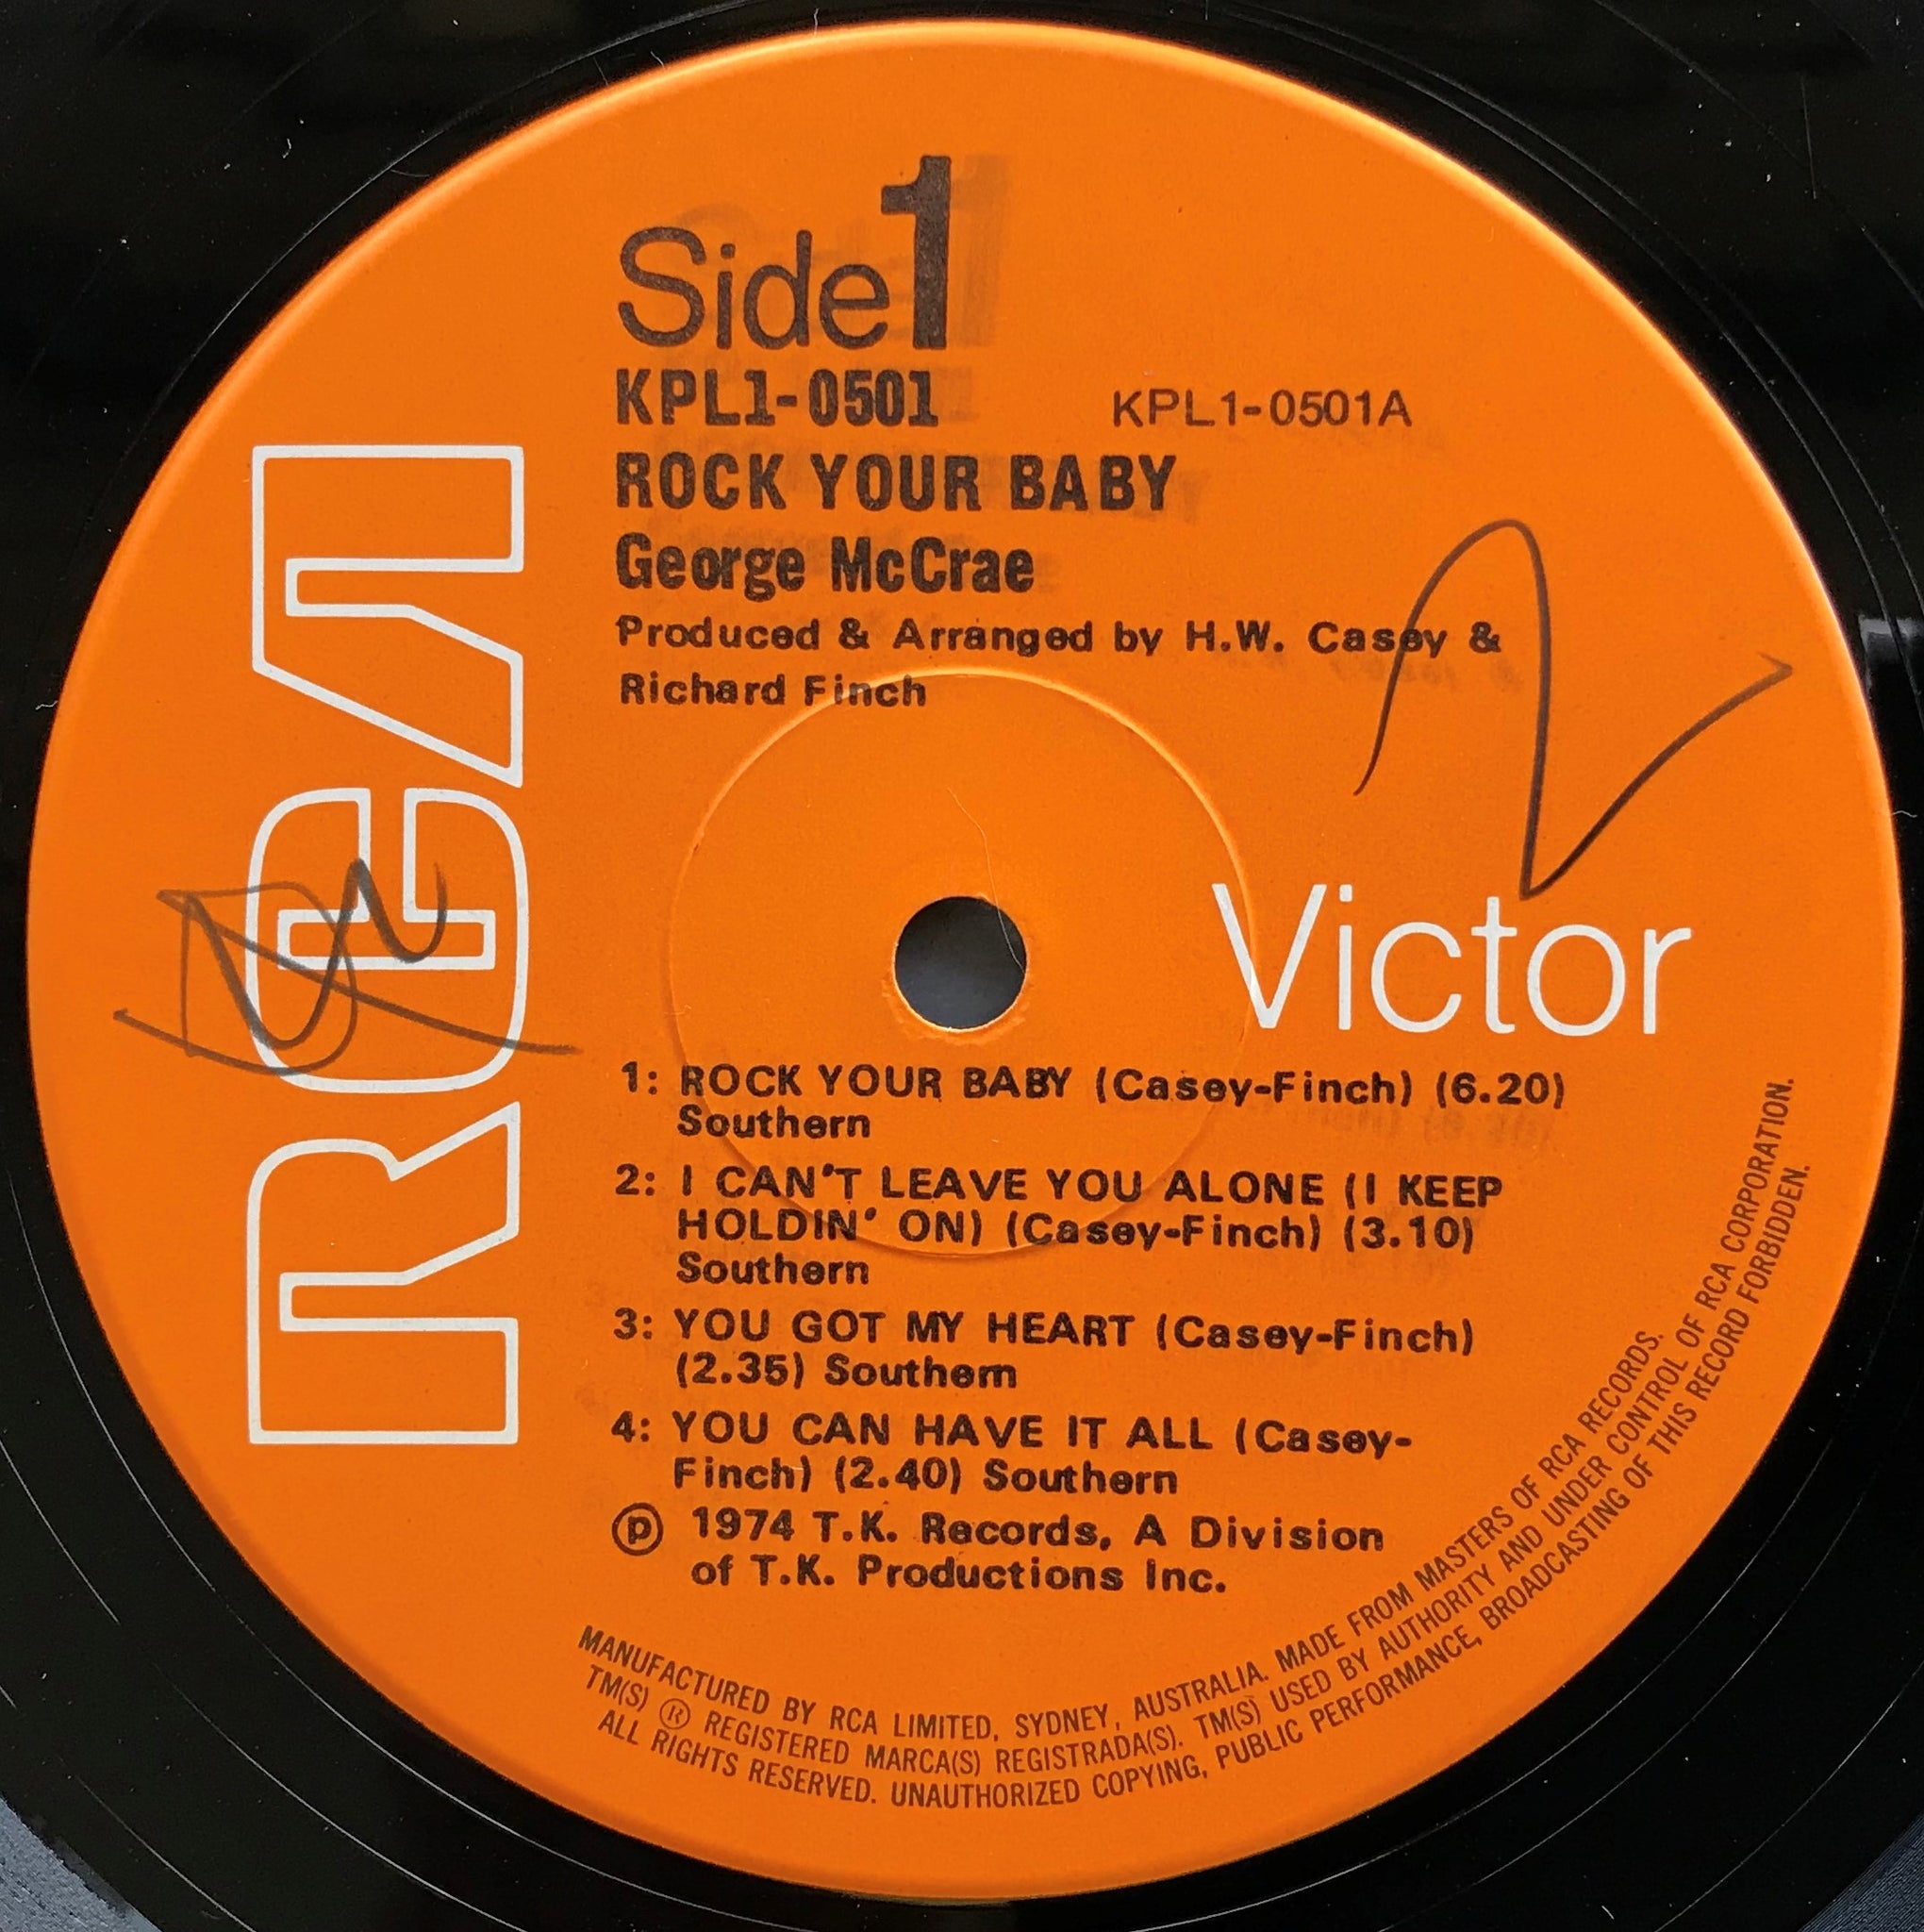 Side 1
KPL1-0501 KPL1-0501A
ROCK YOUR BABY
George McCrae
Produced & Arranged by H.W. Casey &
Richard Finch
RCA
Victor
1: ROCK YOUR BABY (Casey-Finch) (6.20)
Southern
2: I CAN'T LEAVE YOU ALONE (I KEEP
HOLDIN' ON) (Casey-Finch) (3.10)
Southern
3: YOU GOT MY HEART (Casey-Finch)
(2.35) Southern
4: YOU CAN HAVE IT ALL (Casey-
Finch) (2.40) Southern
℗ 1974 T.K. Records, A Division
of T.K. Productions Inc.
MANUFACTURED BY RCA LIMITED, SYDNEY, AUSTRALIA. MADE FROM MASTERS OF RCA RECORDS.
TM(S) ® REGISTERED MARCA(S) REGISTRADA(S). TM(S) USED BY AUTHORITY AND UNDER CONTROL OF RCA CORPORATION.
ALL RIGHTS RESERVED. UNAUTHORIZED COPYING, PUBLIC PERFORMANCE, BROADCASTING OF THIS RECORD FORBIDDEN.